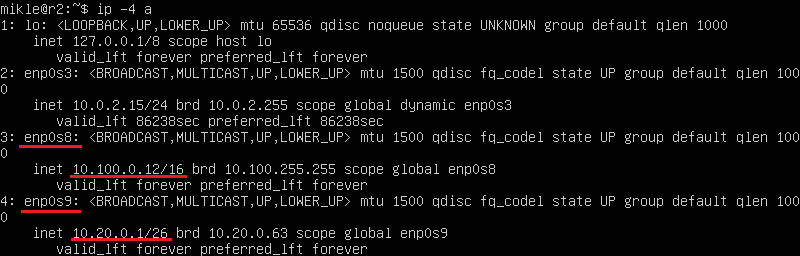 mikle@r2:~$ ip -4 a
1: lo: <LOOPBACK,UP,LOWER_UP> mtu 65536 qdisc noqueue state UNKNOWN group default qlen 1000
    inet 127.0.0.1/8 scope host lo
       valid_lft forever preferred_lft forever
2: enp0s3: <BROADCAST,MULTICAST,UP,LOWER_UP> mtu 1500 qdisc fq_codel state UP group default qlen 100
0
    inet 10.0.2.15/24 brd 10.0.2.255 scope global dynamic enp0s3
       valid_lft 86238sec preferred_lft 86238sec
3: enp0s8: <BROADCAST,MULTICAST,UP,LOWER_UP> mtu 1500 qdisc fq_codel state UP group default qlen 100
0
    inet 10.100.0.12/16 brd 10.100.255.255 scope global enp0s8
       valid_lft forever preferred_lft forever
4: enp0s9: <BROADCAST,MULTICAST,UP,LOWER_UP> mtu 1500 qdisc fq_codel state UP group default qlen 100
0
    inet 10.20.0.1/26 brd 10.20.0.63 scope global enp0s9
       valid_lft forever preferred_lft forever